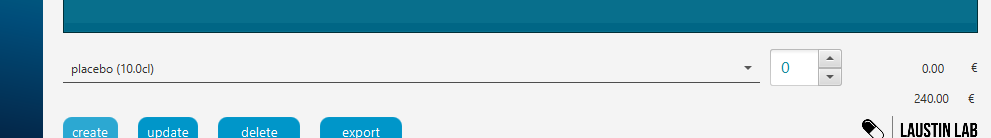 placebo (10.0cl) 0 0.00 €
240.00 €
create update delete export LAUSTIN LAB